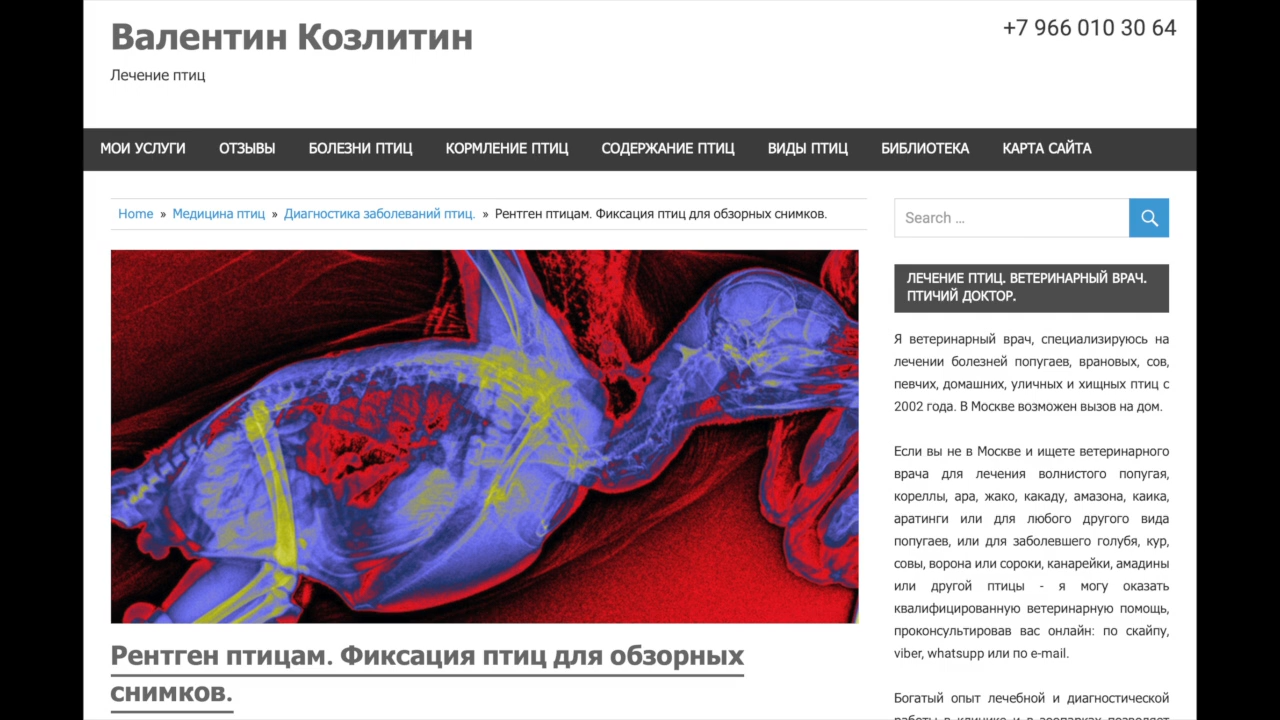 Валентин Козлитин
+7 966 010 30 64
Лечение птиц
МОИ УСЛУГИ ОТЗЫВЫ БОЛЕЗНИ ПТИЦ КОРМЛЕНИЕ ПТИЦ СОДЕРЖАНИЕ ПТИЦ ВИДЫ ПТИЦ БИБЛИОТЕКА КАРТА САЙТА
Home » Медицина птиц » Диагностика заболеваний птиц. » Рентген птицам. Фиксация птиц для обзорных снимков.
Рентген птицам. Фиксация птиц для обзорных
снимков.
Search …
ЛЕЧЕНИЕ ПТИЦ. ВЕТЕРИНАРНЫЙ ВРАЧ.
ПТИЧИЙ ДОКТОР.
Я ветеринарный врач, специализируюсь на
лечении болезней попугаев, врановых, сов,
певчих, домашних, уличных и хищных птиц с
2002 года. В Москве возможен вызов на дом.
Если вы не в Москве и ищете ветеринарного
врача для лечения волнистого попугая,
кореллы, ара, жако, какаду, амазона, каика,
аратинги или для любого другого вида
попугаев, или для заболевшего голубя, кур,
совы, ворона или сороки, канарейки, амадины
или другой птицы - я могу оказать
квалифицированную ветеринарную помощь,
проконсультировав вас онлайн: по скайпу,
viber, whatsupp или по e-mail.
Богатый опыт лечебной и диагностической
работы в клинике и в зоопарках позволяет